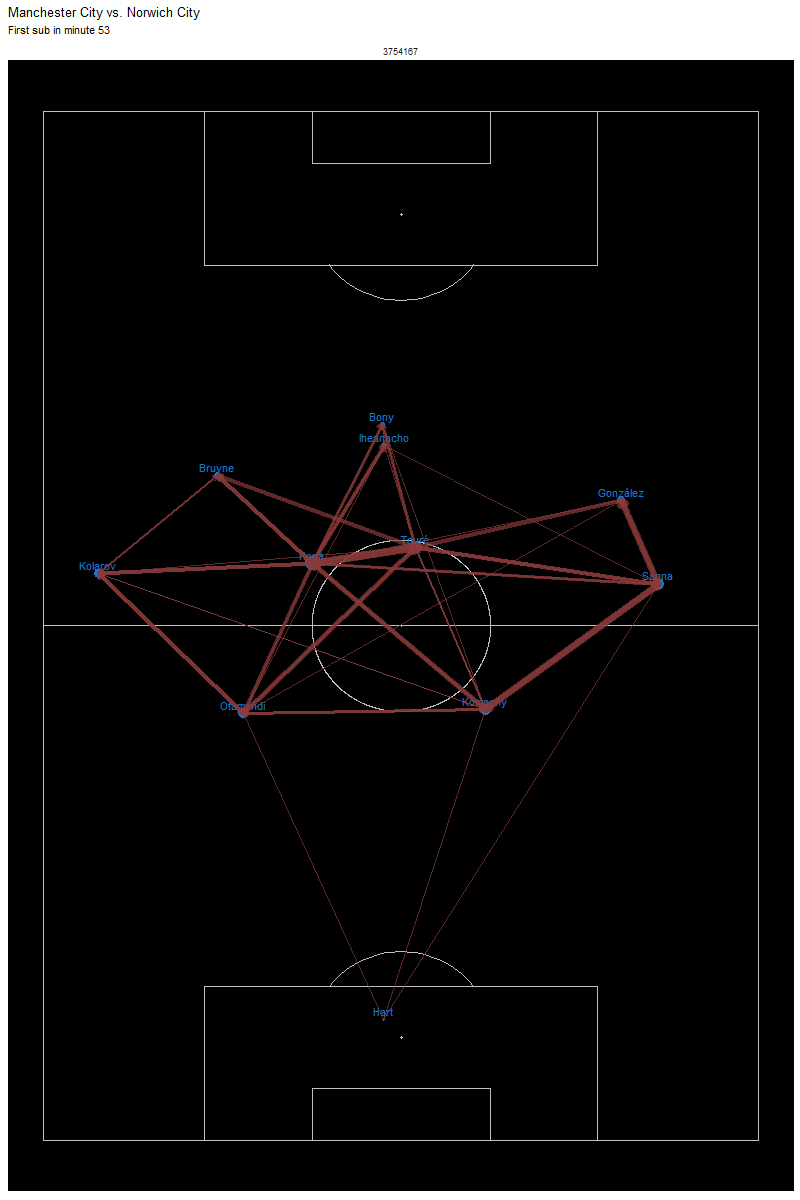 Manchester City vs. Norwich City
First sub in minute 53
3754167
Bony
Iheanacho
Bruyne
González
Touré
Kolarov
Sagna
Otamendi
Kompany
Hart